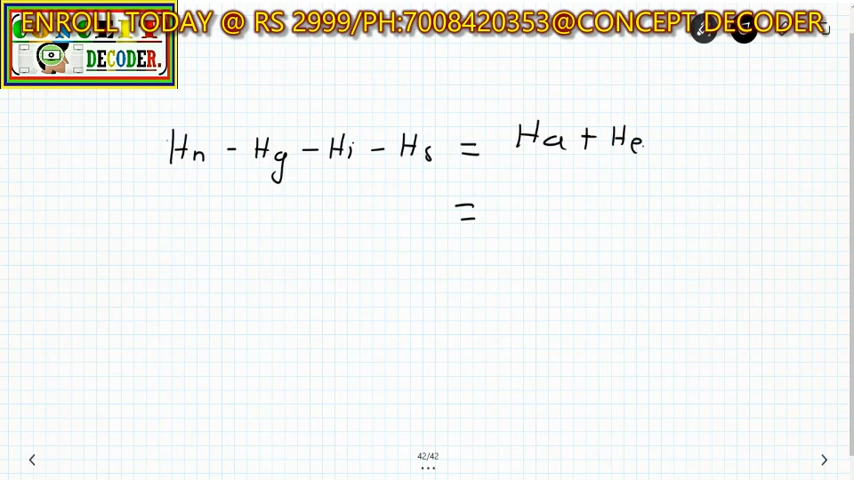 ENROLL TODAY @ RS 2999/PH:7008420353@CONCEPT DECODER.
DECODER.
Hn - Hg - Hi - Hs = Ha + He
=
42/42